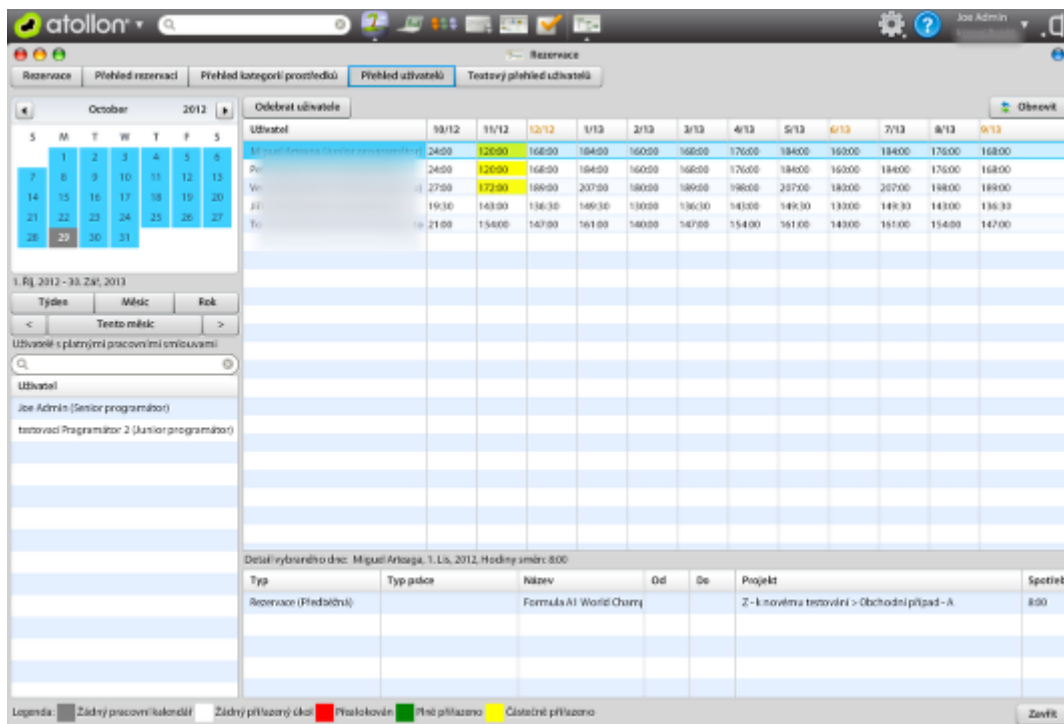 atollon
Joe Admin
Rezervace
Rezervace Přehled rezervací Přehled kategorií prostředků Přehled uživatelů Textový přehled uživatelů
October 2012
S M T W T F S
1 2 3 4 5 6
7 8 9 10 11 12 13
14 15 16 17 18 19 20
21 22 23 24 25 26 27
28 29 30 31
1. Říj, 2012 - 30. Zář, 2013
Týden Měsíc Rok
< Tento měsíc >
Uživatelé s platnými pracovními smlouvami
Uživatel
Joe Admin (Senior programátor)
testovací Programátor 2 (Junior programátor)
Odebrat uživatele Obnovit
Uživatel 10/12 11/12 12/12 1/13 2/13 3/13 4/13 5/13 6/13 7/13 8/13 9/13
24:00 120:00 168:00 184:00 160:00 168:00 176:00 184:00 160:00 184:00 176:00 168:00
24:00 120:00 168:00 184:00 160:00 168:00 176:00 184:00 160:00 184:00 176:00 168:00
27:00 172:00 189:00 207:00 180:00 189:00 198:00 207:00 180:00 207:00 198:00 189:00
19:30 143:00 136:30 149:30 130:00 136:30 143:00 149:30 130:00 149:30 143:00 136:30
21:00 154:00 147:00 161:00 140:00 147:00 154:00 161:00 140:00 161:00 154:00 147:00
Detail vybraného dne: Miguel Arteaga, 1. Lis, 2012, Hodiny směn: 8:00
Typ Typ práce Název Od Do Projekt Spotřeb
Rezervace (Předběžná) Formula A1 World Champ Z - k novému testování > Obchodní případ - A 8:00
Legenda: Žádný pracovní kalendář Žádný přiřazený úkol Přealokován Plně přiřazeno Částečně přiřazeno Zavřít